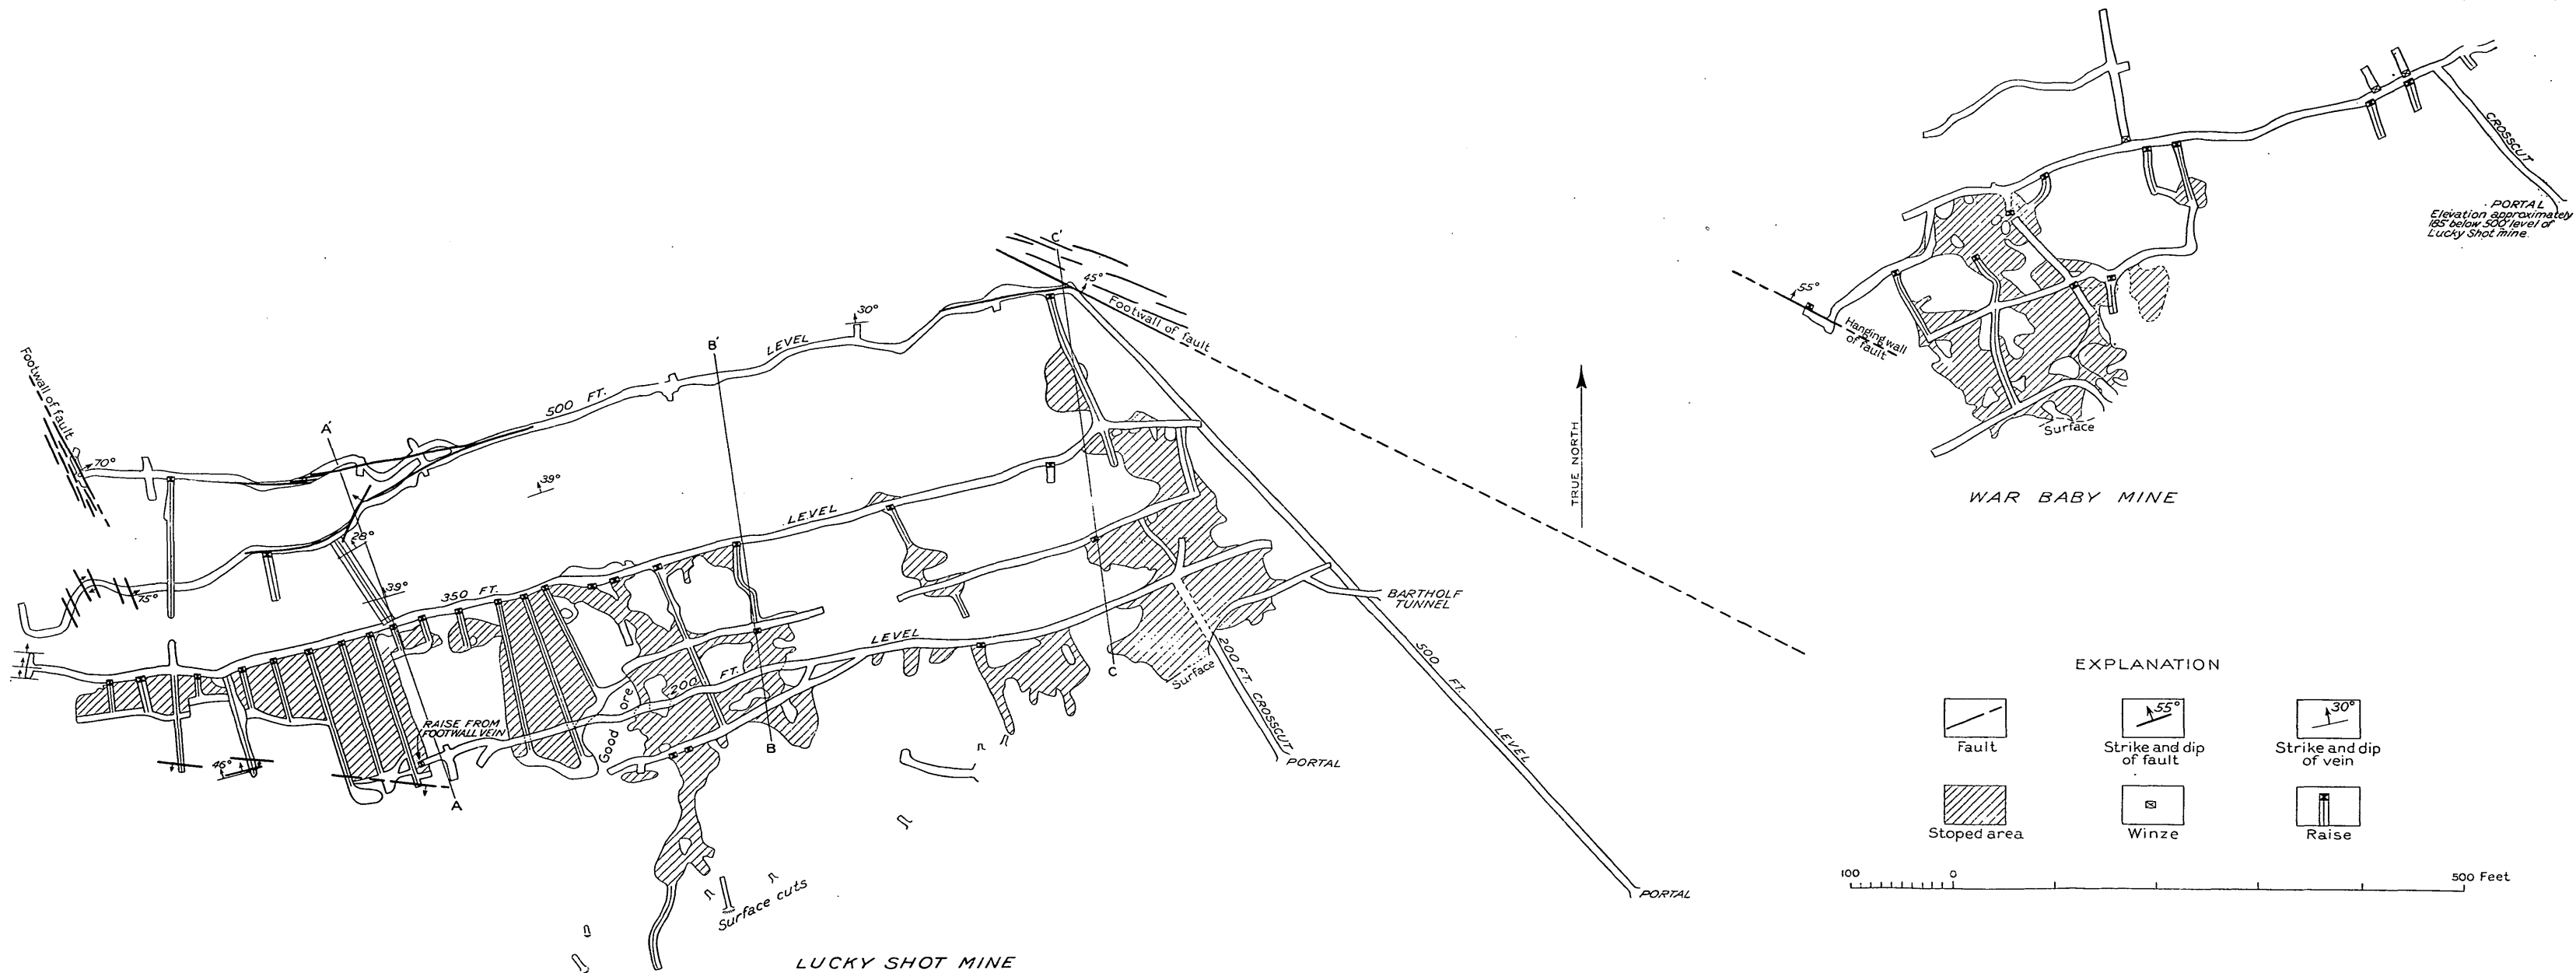 CROSSCUT
PORTAL
Elevation approximately
185' below 500' level of
Lucky Shot mine.
C'
45°
Footwall of fault
55°
Hanging wall
of fault
30°
B'
LEVEL
500 FT.
Footwall of fault
A'
70°
39°
TRUE NORTH
Surface
WAR BABY MINE
LEVEL
28°
75°
39°
350 FT.
BARTHOLF
TUNNEL
LEVEL
200 FT.
C
Surface
200 FT. CROSSCUT
500 FT. LEVEL
Good ore
RAISE FROM
FOOTWALL VEIN
46°
B
A
PORTAL
Surface cuts
PORTAL
LUCKY SHOT MINE
EXPLANATION
55°
30°
Fault
Strike and dip
of fault
Strike and dip
of vein
Stoped area
Winze
Raise
100
0
500 Feet